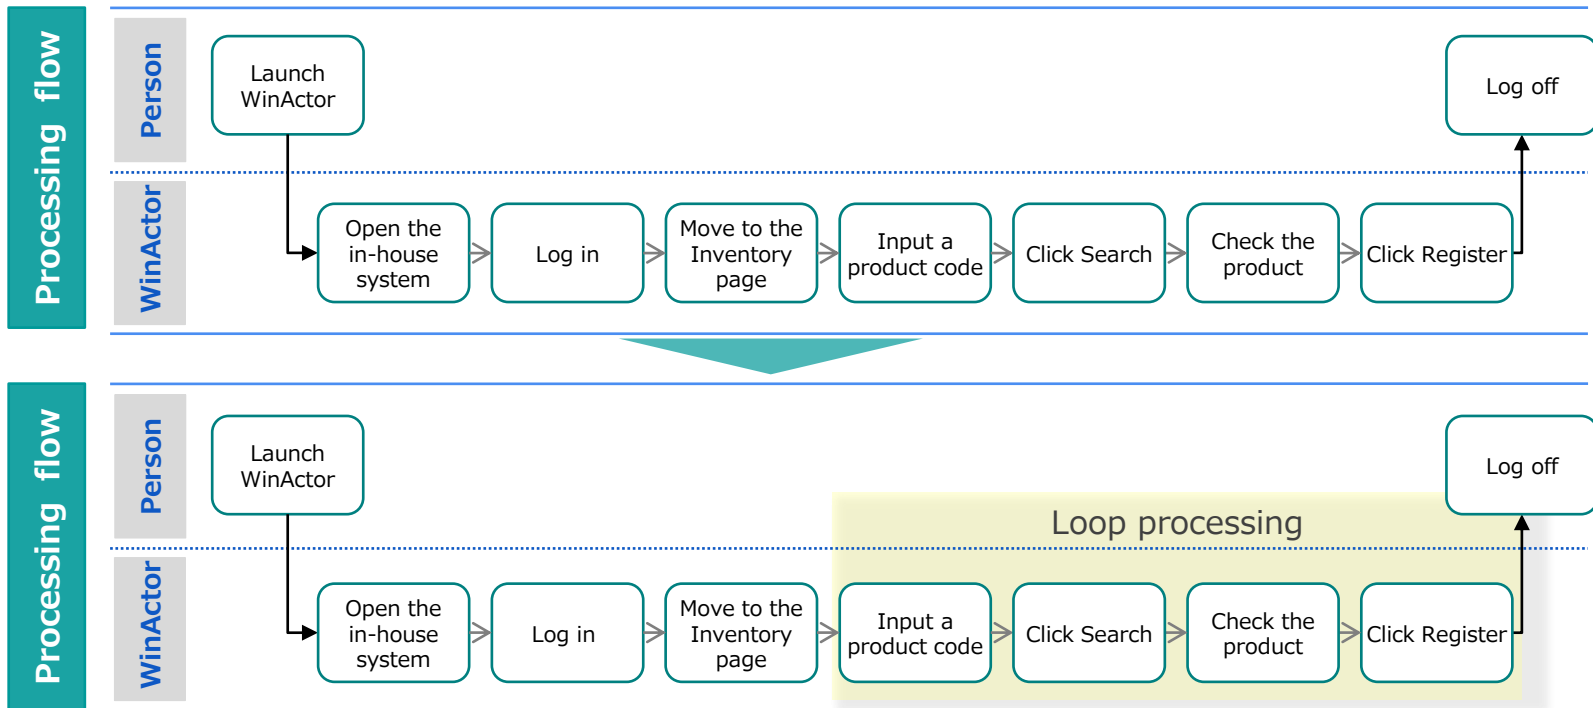 Processing flow
Person
Launch
WinActor
Log off
WinActor
Open the
in-house
system
Log in
Move to the
Inventory
page
Input a
product code
Click Search
Check the
product
Click Register
Processing flow
Person
Launch
WinActor
Log off
Loop processing
WinActor
Open the
in-house
system
Log in
Move to the
Inventory
page
Input a
product code
Click Search
Check the
product
Click Register